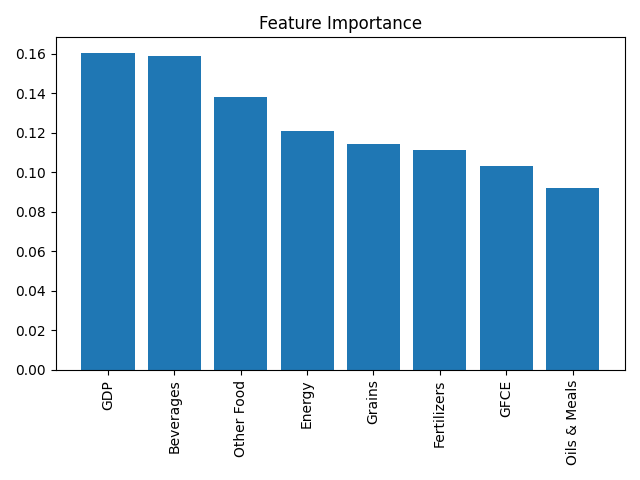 Feature Importance
0.16
0.14
0.12
0.10
0.08
0.06
0.04
0.02
0.00
GDP
Beverages
Other Food
Energy
Grains
Fertilizers
GFCE
Oils & Meals